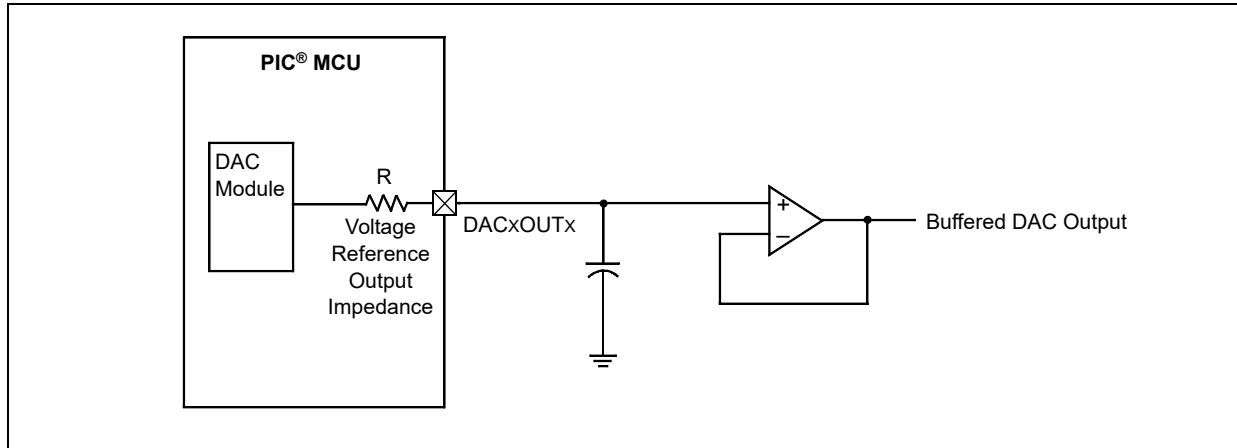 PIC® MCU
DAC
Module
R
Voltage
Reference
Output
Impedance
DACxOUTx
+
–
Buffered DAC Output